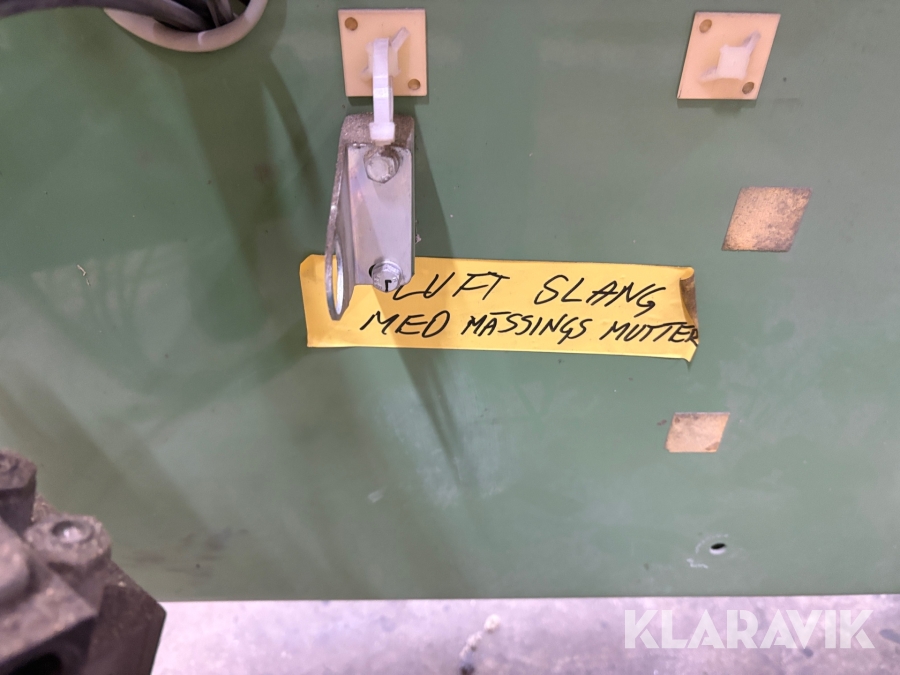 LUFT SLANG
MED MÄSSINGS MUTTER
KLARAVIK